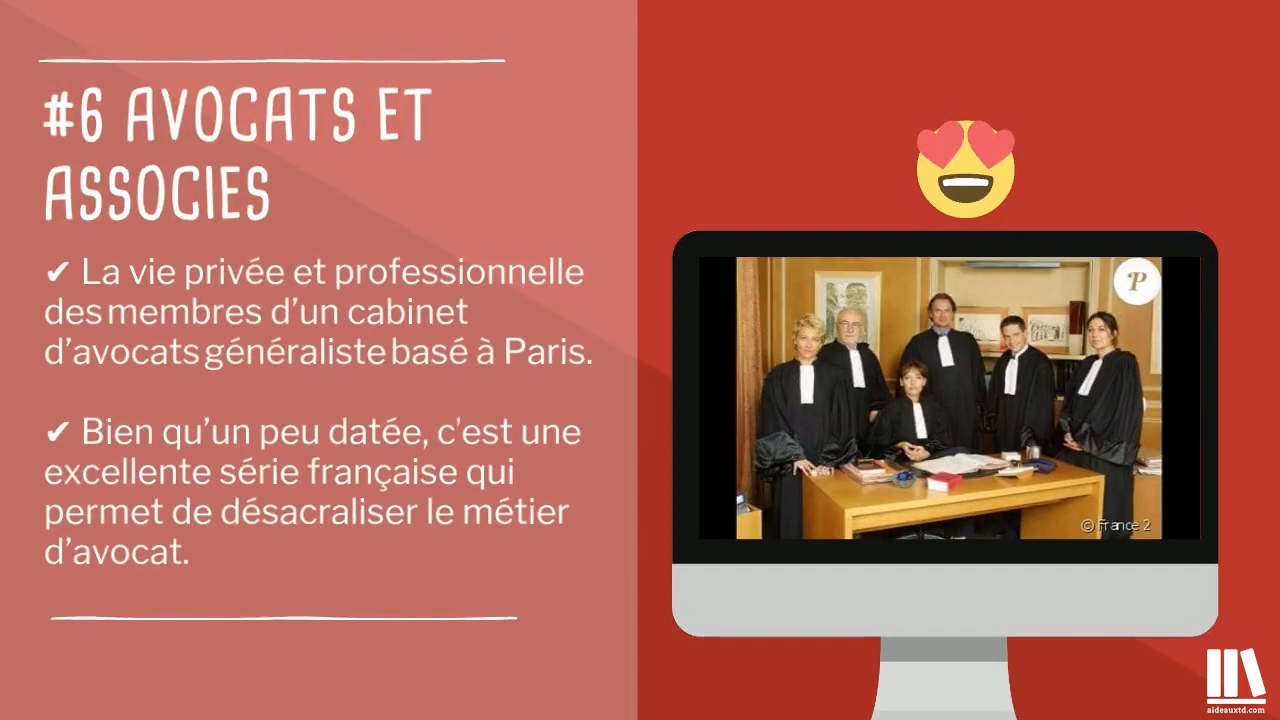 #6 AVOCATS ET
ASSOCIES
✔ La vie privée et professionnelle
des membres d’un cabinet
d’avocats généraliste basé à Paris.
✔ Bien qu’un peu datée, c’est une
excellente série française qui
permet de désacraliser le métier
d’avocat.
P
© France 2
aideauxtd.com